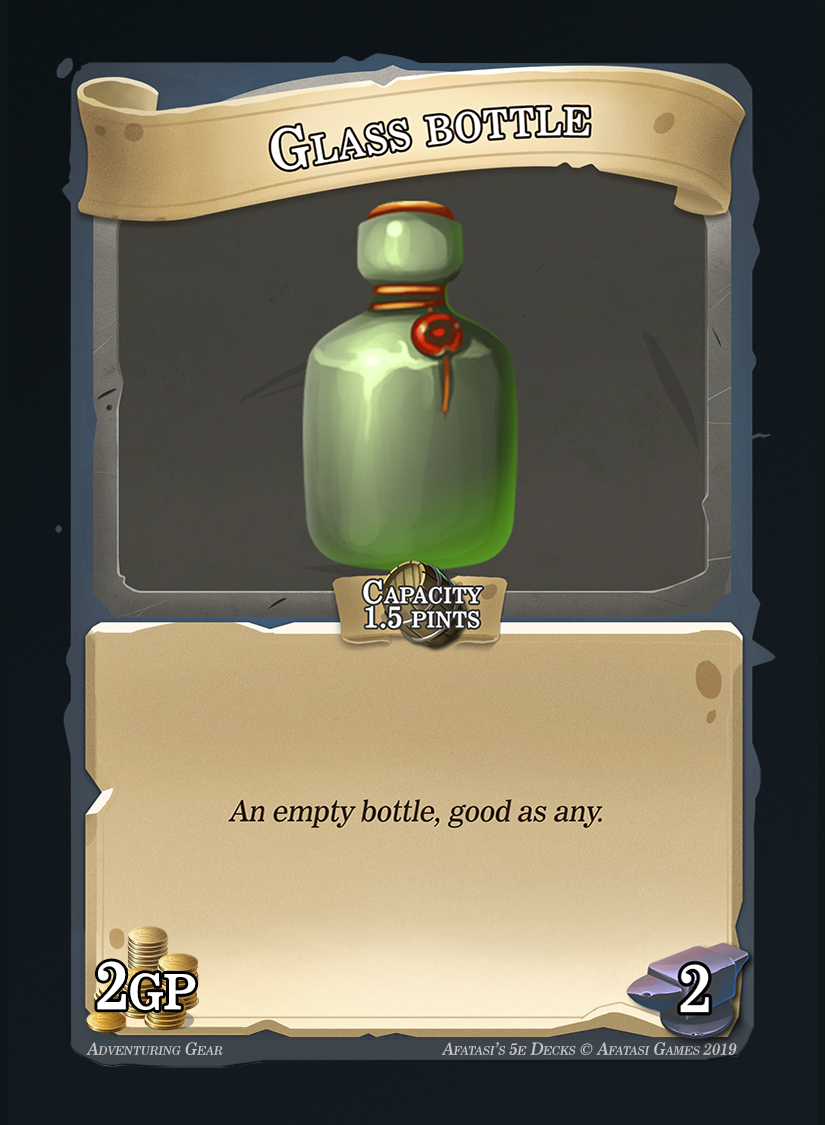 Glass bottle
Capacity
1.5 pints
An empty bottle, good as any.
2GP
2
Adventuring Gear
Afatasi's 5e Decks © Afatasi Games 2019